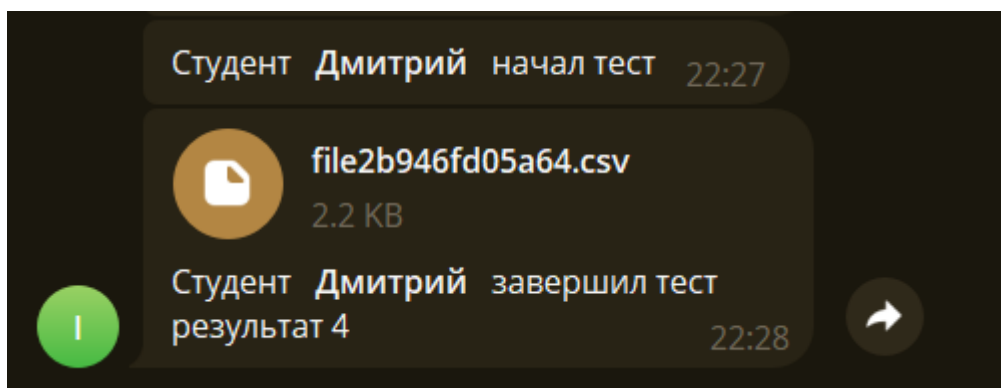 Студент Дмитрий начал тест 22:27
file2b946fd05a64.csv
2.2 KB
Студент Дмитрий завершил тест
результат 4 22:28
I